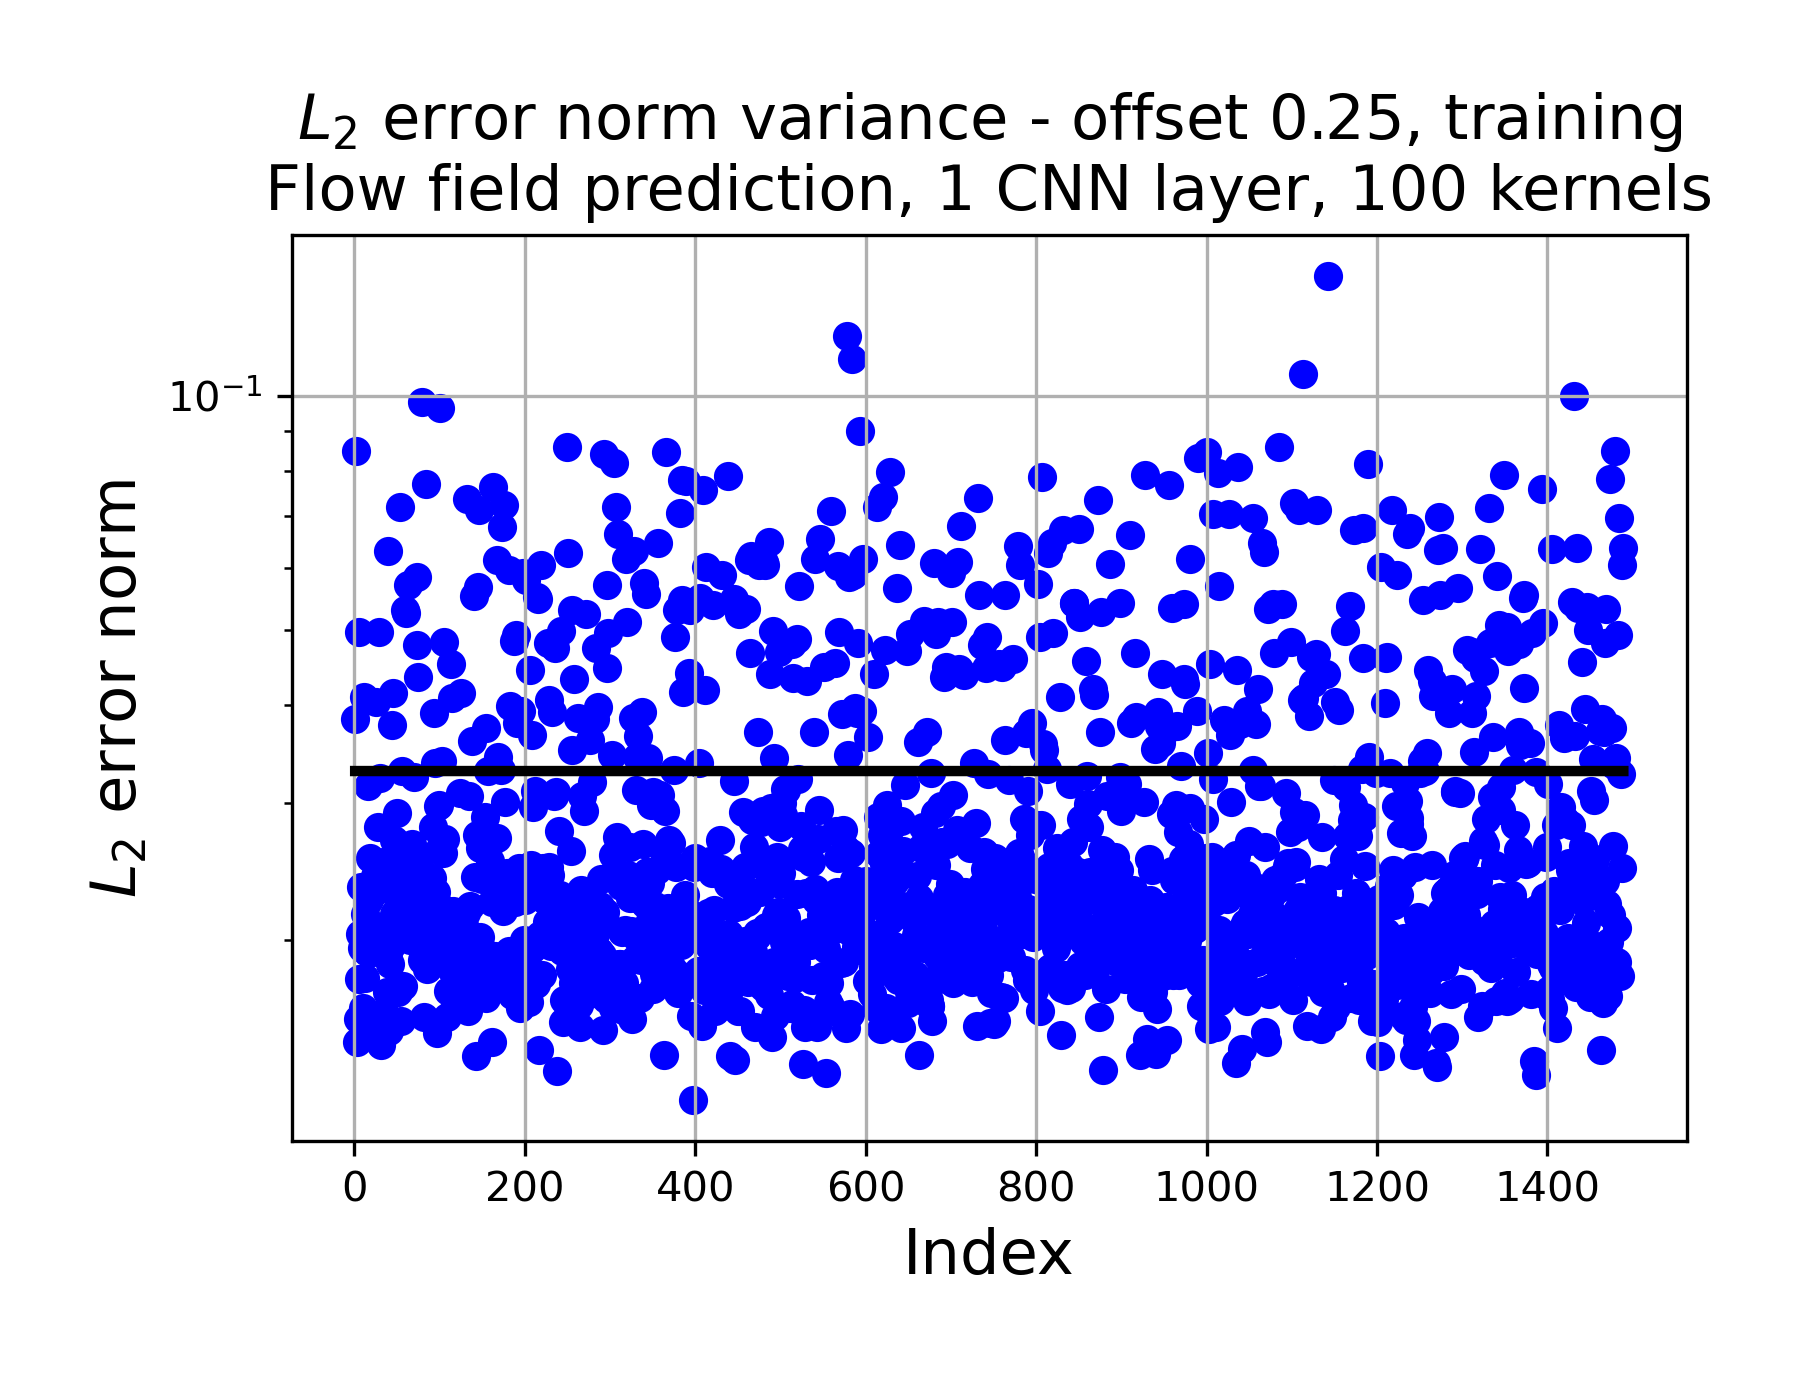 L₂ error norm variance - offset 0.25, training
Flow field prediction, 1 CNN layer, 100 kernels
L₂ error norm
10⁻¹
0 200 400 600 800 1000 1200 1400
Index